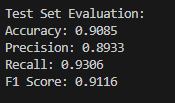 Test Set Evaluation:
Accuracy: 0.9085
Precision: 0.8933
Recall: 0.9306
F1 Score: 0.9116